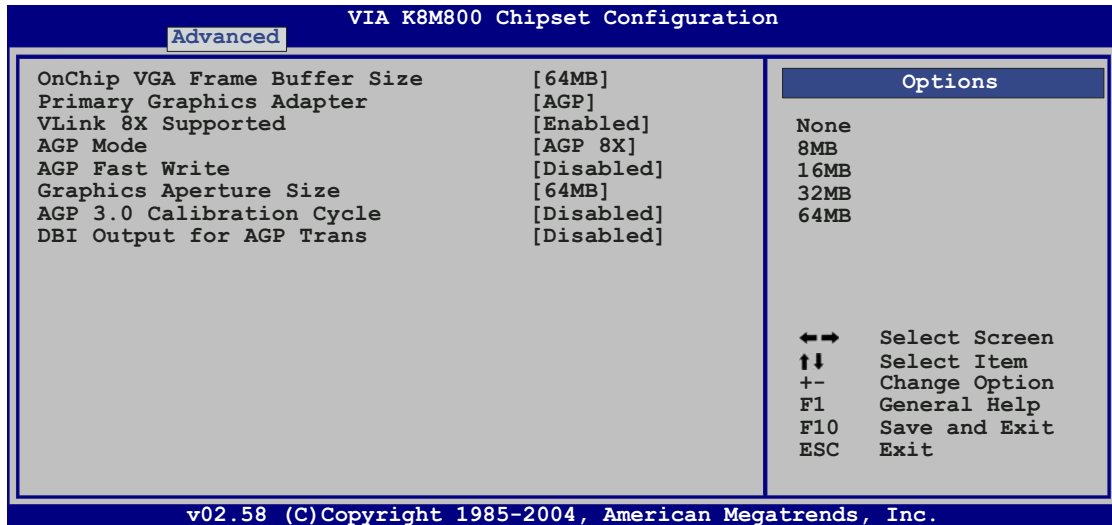 VIA K8M800 Chipset Configuration
Advanced
OnChip VGA Frame Buffer Size [64MB]
Primary Graphics Adapter [AGP]
VLink 8X Supported [Enabled]
AGP Mode [AGP 8X]
AGP Fast Write [Disabled]
Graphics Aperture Size [64MB]
AGP 3.0 Calibration Cycle [Disabled]
DBI Output for AGP Trans [Disabled]
Options
None
8MB
16MB
32MB
64MB
←→ Select Screen
↑↓ Select Item
+- Change Option
F1 General Help
F10 Save and Exit
ESC Exit
v02.58 (C)Copyright 1985-2004, American Megatrends, Inc.